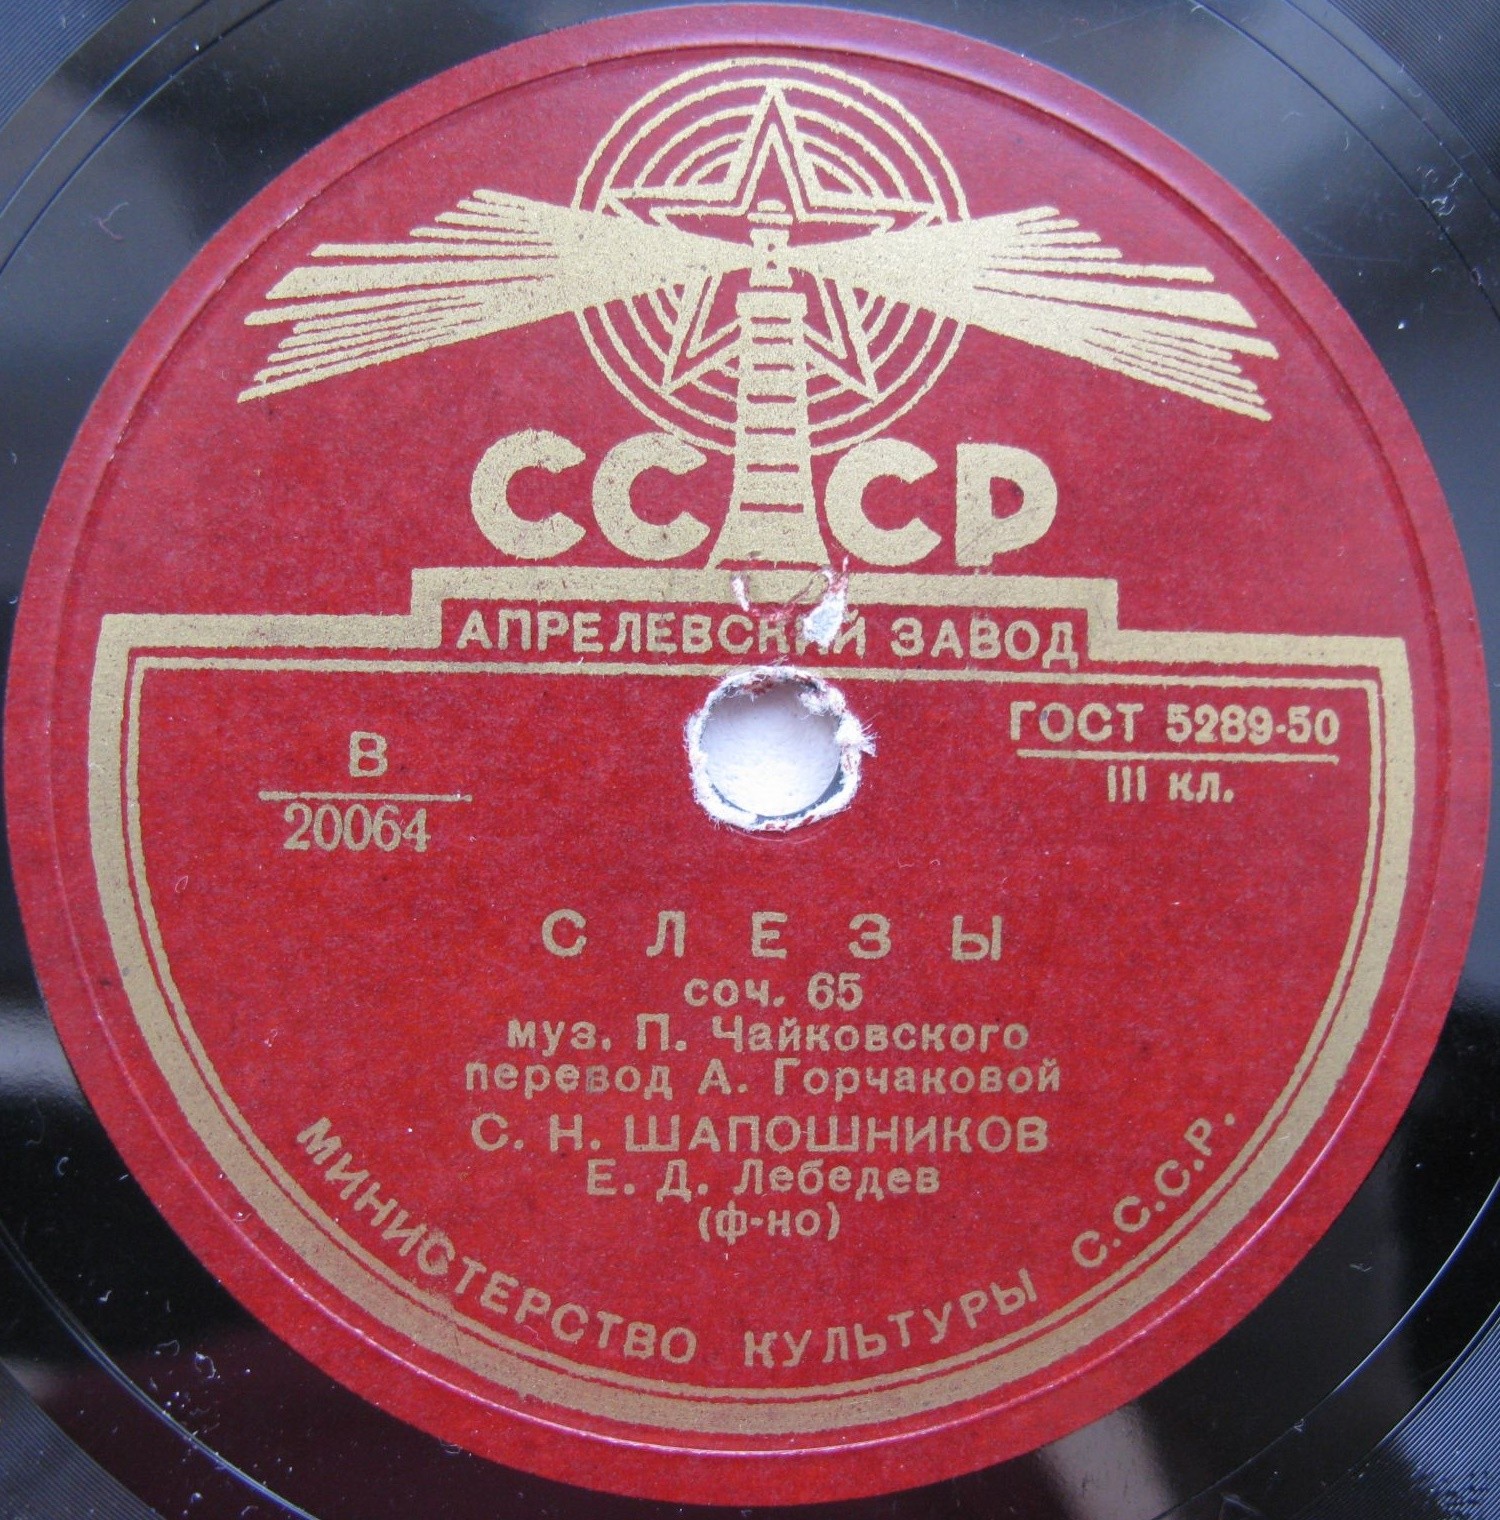 СССР
АПРЕЛЕВСКИЙ ЗАВОД
ГОСТ 5289-50
III кл.
В
20064
СЛЕЗЫ
соч. 65
муз. П. Чайковского
перевод А. Горчаковой
С. Н. ШАПОШНИКОВ
Е. Д. Лебедев
(ф-но)
МИНИСТЕРСТВО КУЛЬТУРЫ С.С.С.Р.